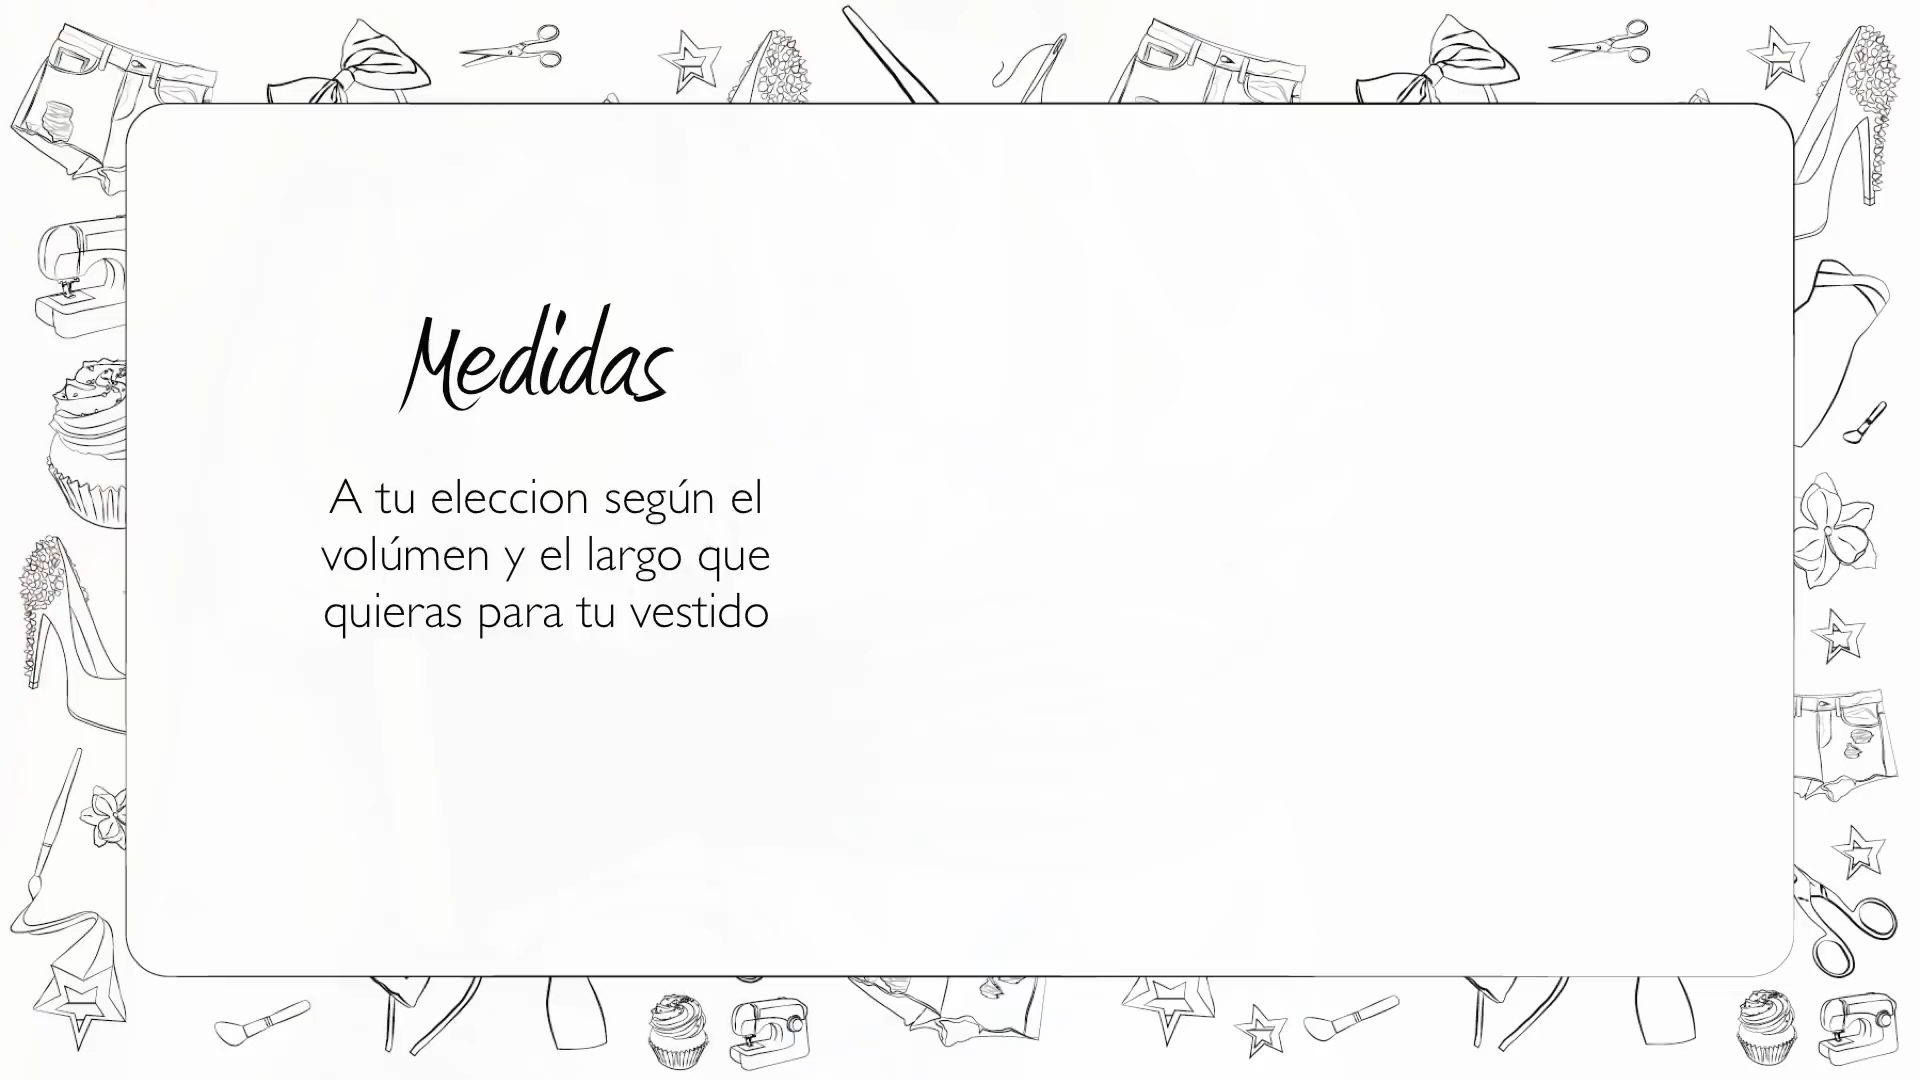 Medidas
A tu eleccion según el
volúmen y el largo que
quieras para tu vestido